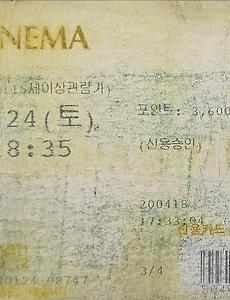 NEMA
(15세이상관람가)
24(토)
포인트: 3,600
8:35
(신용승인)
200418
17:33:04
신용카드
3/4
0124 08747